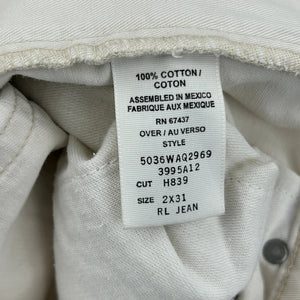 100% COTTON/
COTON
ASSEMBLED IN MEXICO
FABRIQUE AUX MEXIQUE
RN 67437
OVER/AU VERSO
STYLE
5036WAQ2969
3995A12
CUT H839
SIZE 2X31
RL JEAN